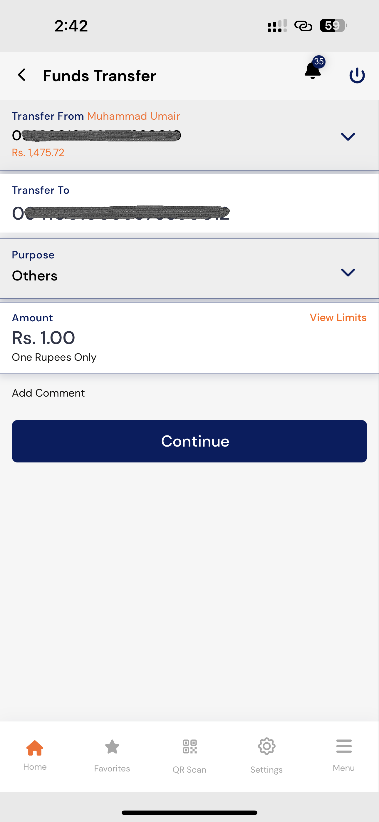 2:42
59
Funds Transfer
35
Transfer From Muhammad Umair
Rs. 1,475.72
Transfer To
Purpose
Others
Amount
View Limits
Rs. 1.00
One Rupees Only
Add Comment
Continue
Home
Favorites
QR Scan
Settings
Menu